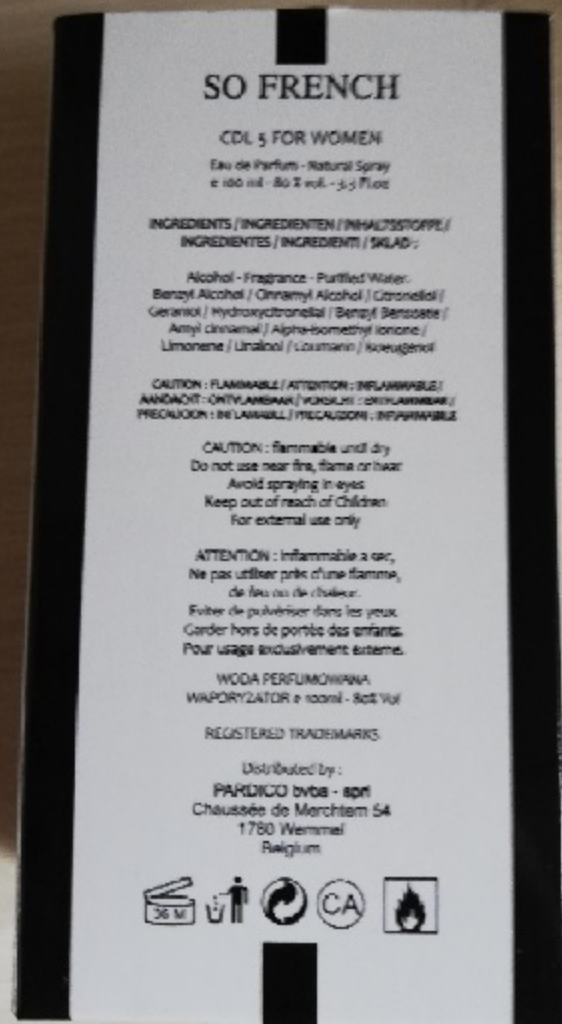 SO FRENCH
CDL 5 FOR WOMEN
Eau de Parfum - Natural Spray
e 100 ml - 80 % vol. - 3.3 Fl.oz
INGREDIENTS / INGREDIENTEN / INHALTSSTOFFE /
INGREDIENTES / INGREDIENTI / SKLAD :
Alcohol - Fragrance - Purified Water.
Benzyl Alcohol / Cinnamyl Alcohol / Citronellol /
Geraniol / Hydroxycitronellal / Benzyl Benzoate /
Amyl cinnamal / Alpha-Isomethyl Ionone /
Limonene / Linalool / Coumarin / Isoeugenol
CAUTION : FLAMMABLE / ATTENTION : INFLAMMABLE /
AANDACHT : ONTVLAMBAAR / VORSICHT :
PRECAUCION : INFLAMABLE / PRECAUZIONI : INFIAMMABILE
CAUTION : flammable until dry
Do not use near fire, flame or heat
Avoid spraying in eyes
Keep out of reach of Children
For external use only
ATTENTION : Inflammable a sec,
Ne pas utiliser près d'une flamme,
de feu ou de chaleur.
Eviter de pulvériser dans les yeux.
Garder hors de portée des enfants.
Pour usage exclusivement externe.
WODA PERFUMOWANA
WAPORYZATOR e 100ml - 80% Vol
REGISTERED TRADEMARKS
Distributed by :
PARDICO bvba - sprl
Chaussée de Merchtem 54
1780 Wemmel
Belgium
36 M
CA